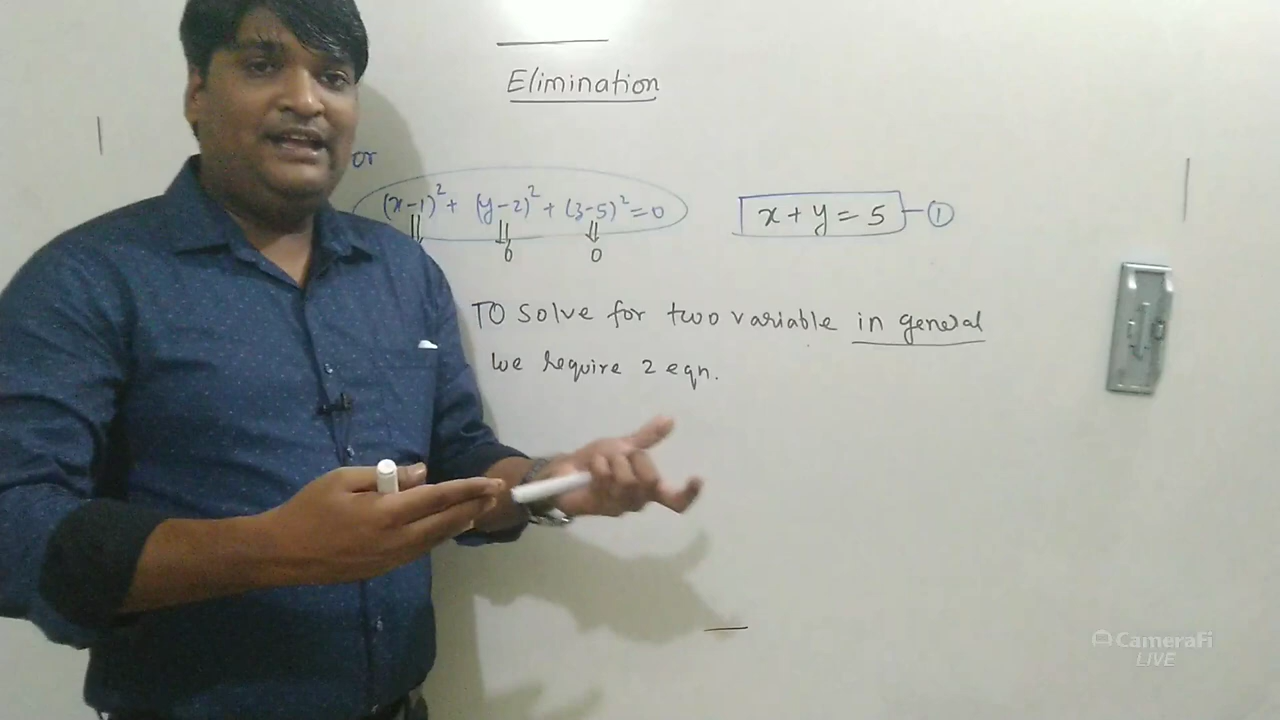 Elimination
or
(x-1)²+ (y-2)² + (3-5)² = 0
x + y = 5 - ①
0 0
TO solve for two variable in general
we require 2 eqn.
CameraFi
LIVE